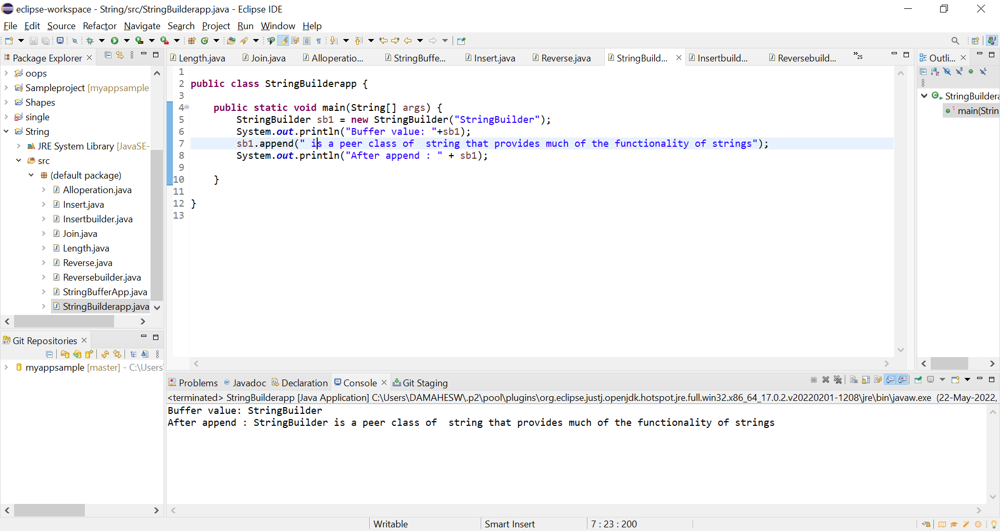 eclipse-workspace - String/src/StringBuilderapp.java - Eclipse IDE
File Edit Source Refactor Navigate Search Project Run Window Help
Package Explorer
oops
Sampleproject [myappsample
Shapes
single
String
JRE System Library [JavaSE-
src
(default package)
Alloperation.java
Insert.java
Insertbuilder.java
Join.java
Length.java
Reverse.java
Reversebuilder.java
StringBufferApp.java
StringBuilderapp.java
Git Repositories
myappsample [master] - C:\Users
Length.java Join.java Alloperatio... StringBuffe... Insert.java Reverse.java StringBuild... Insertbuild... Reversebuild... »25
1
2 public class StringBuilderapp {
3
4 public static void main(String[] args) {
5 StringBuilder sb1 = new StringBuilder("StringBuilder");
6 System.out.println("Buffer value: "+sb1);
7 sb1.append(" is a peer class of  string that provides much of the functionality of strings");
8 System.out.println("After append : " + sb1);
9
10 }
11
12 }
13
Outli...
StringBuildera
main(Strin
Problems Javadoc Declaration Console Git Staging
<terminated> StringBuilderapp [Java Application] C:\Users\DAMAHESW\.p2\pool\plugins\org.eclipse.justj.openjdk.hotspot.jre.full.win32.x86_64_17.0.2.v20220201-1208\jre\bin\javaw.exe (22-May-2022,
Buffer value: StringBuilder
After append : StringBuilder is a peer class of  string that provides much of the functionality of strings
Writable Smart Insert 7 : 23 : 200